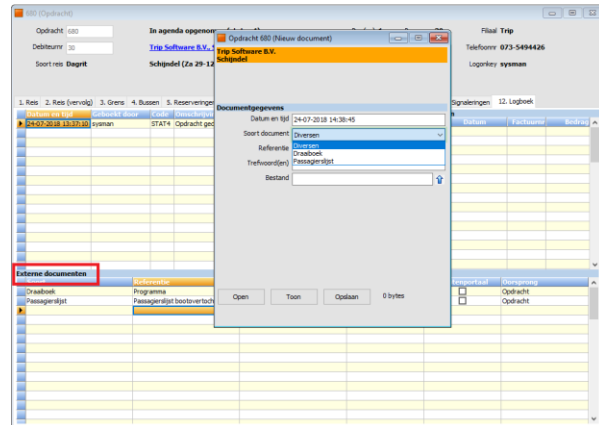 680 (Opdracht)
Opdracht 680
In agenda opgenom
Filiaal Trip
Debiteurnr 30
Trip Software B.V.,
Telefoonnr 073-5494426
Soort reis Dagrit
Schijndel (Za 29-12
Logonkey sysman
1. Reis 2. Reis (vervolg) 3. Grens 4. Bussen 5. Reserveringen
Signaleringen 12. Logboek
Datum en tijd Geboekt door Code Omschrijvin
Datum Factuurnr Bedrag
24-07-2018 13:37:10 sysman STAT4 Opdracht ged
Opdracht 680 (Nieuw document)
Trip Software B.V.
Schijndel
Documentgegevens
Datum en tijd 24-07-2018 14:38:45
Soort document Diversen
Diversen
Draaiboek
Passagierslijst
Referentie
Trefwoord(en)
Bestand
Open Toon Opslaan 0 bytes
Externe documenten
Referentie
tenportaal Oorsprong
Draaiboek Programma Opdracht
Passagierslijst Passagierslijst bootovertoch Opdracht